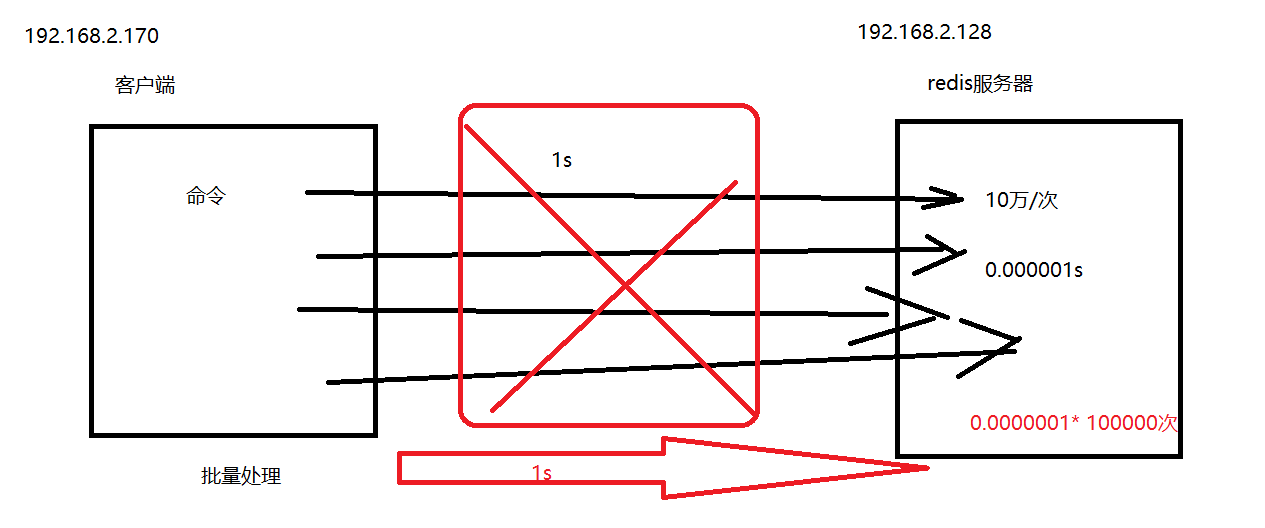 192.168.2.170
192.168.2.128
客户端
redis服务器
1s
命令
10万/次
0.000001s
0.0000001* 100000次
批量处理
1s